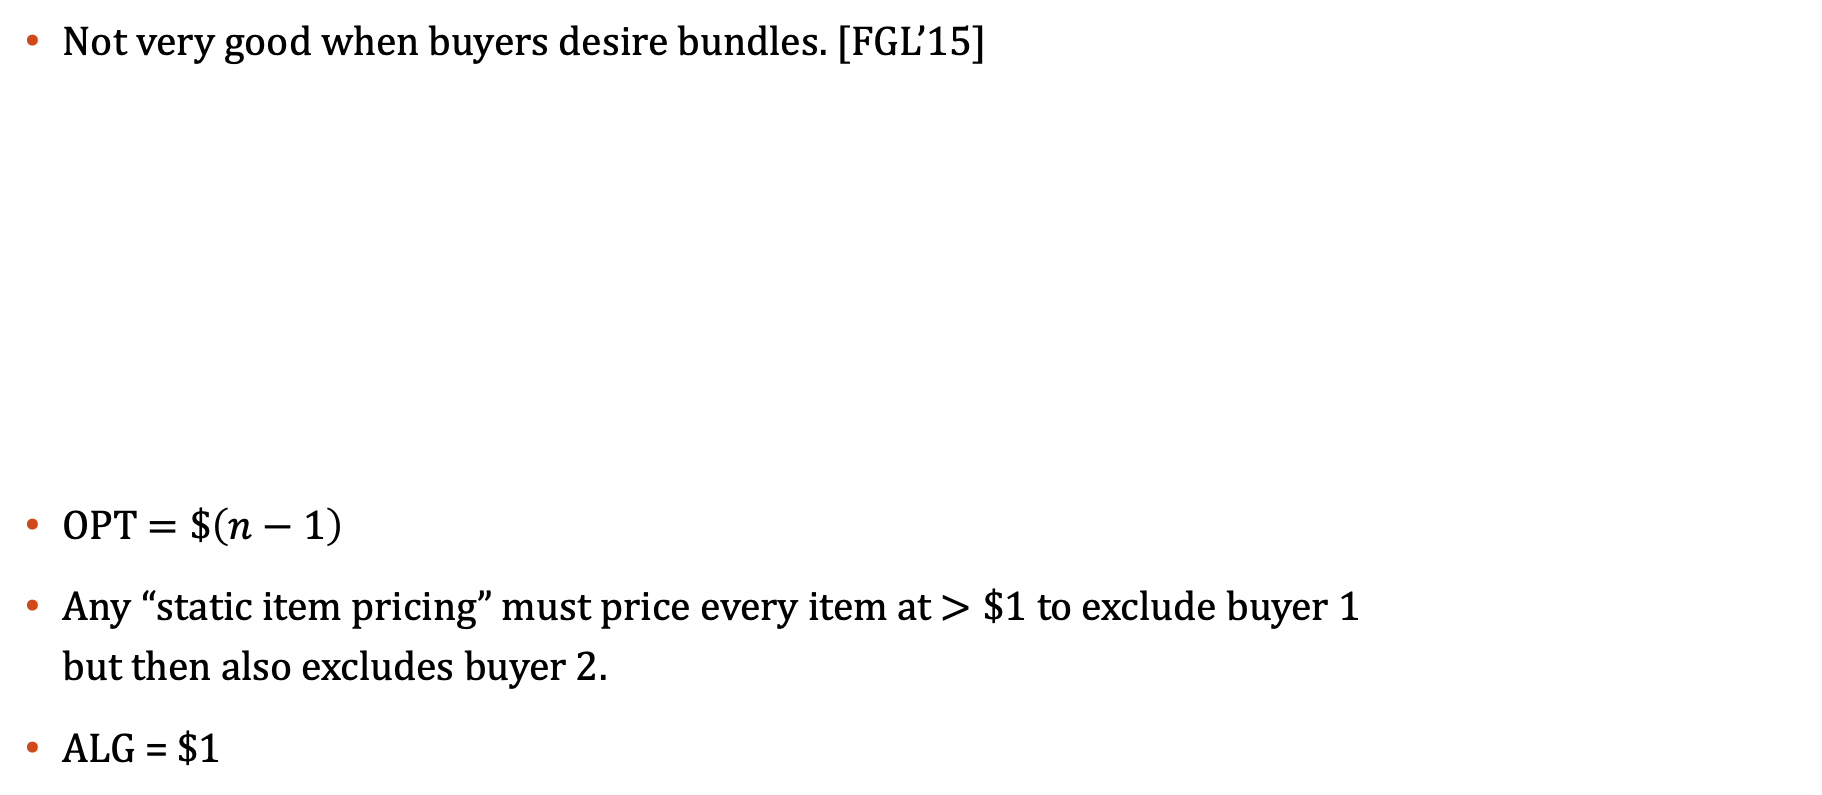 • Not very good when buyers desire bundles. [FGL’15]
• OPT = $(n − 1)
• Any “static item pricing” must price every item at > $1 to exclude buyer 1
but then also excludes buyer 2.
• ALG = $1